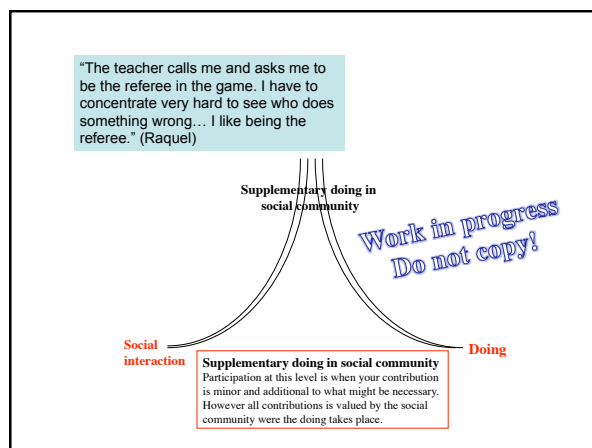 “The teacher calls me and asks me to
be the referee in the game. I have to
concentrate very hard to see who does
something wrong… I like being the
referee.” (Raquel)
Supplementary doing in
social community
Work in progress
Do not copy!
Social
interaction
Doing
Supplementary doing in social community
Participation at this level is when your contribution
is minor and additional to what might be necessary.
However all contributions is valued by the social
community were the doing takes place.